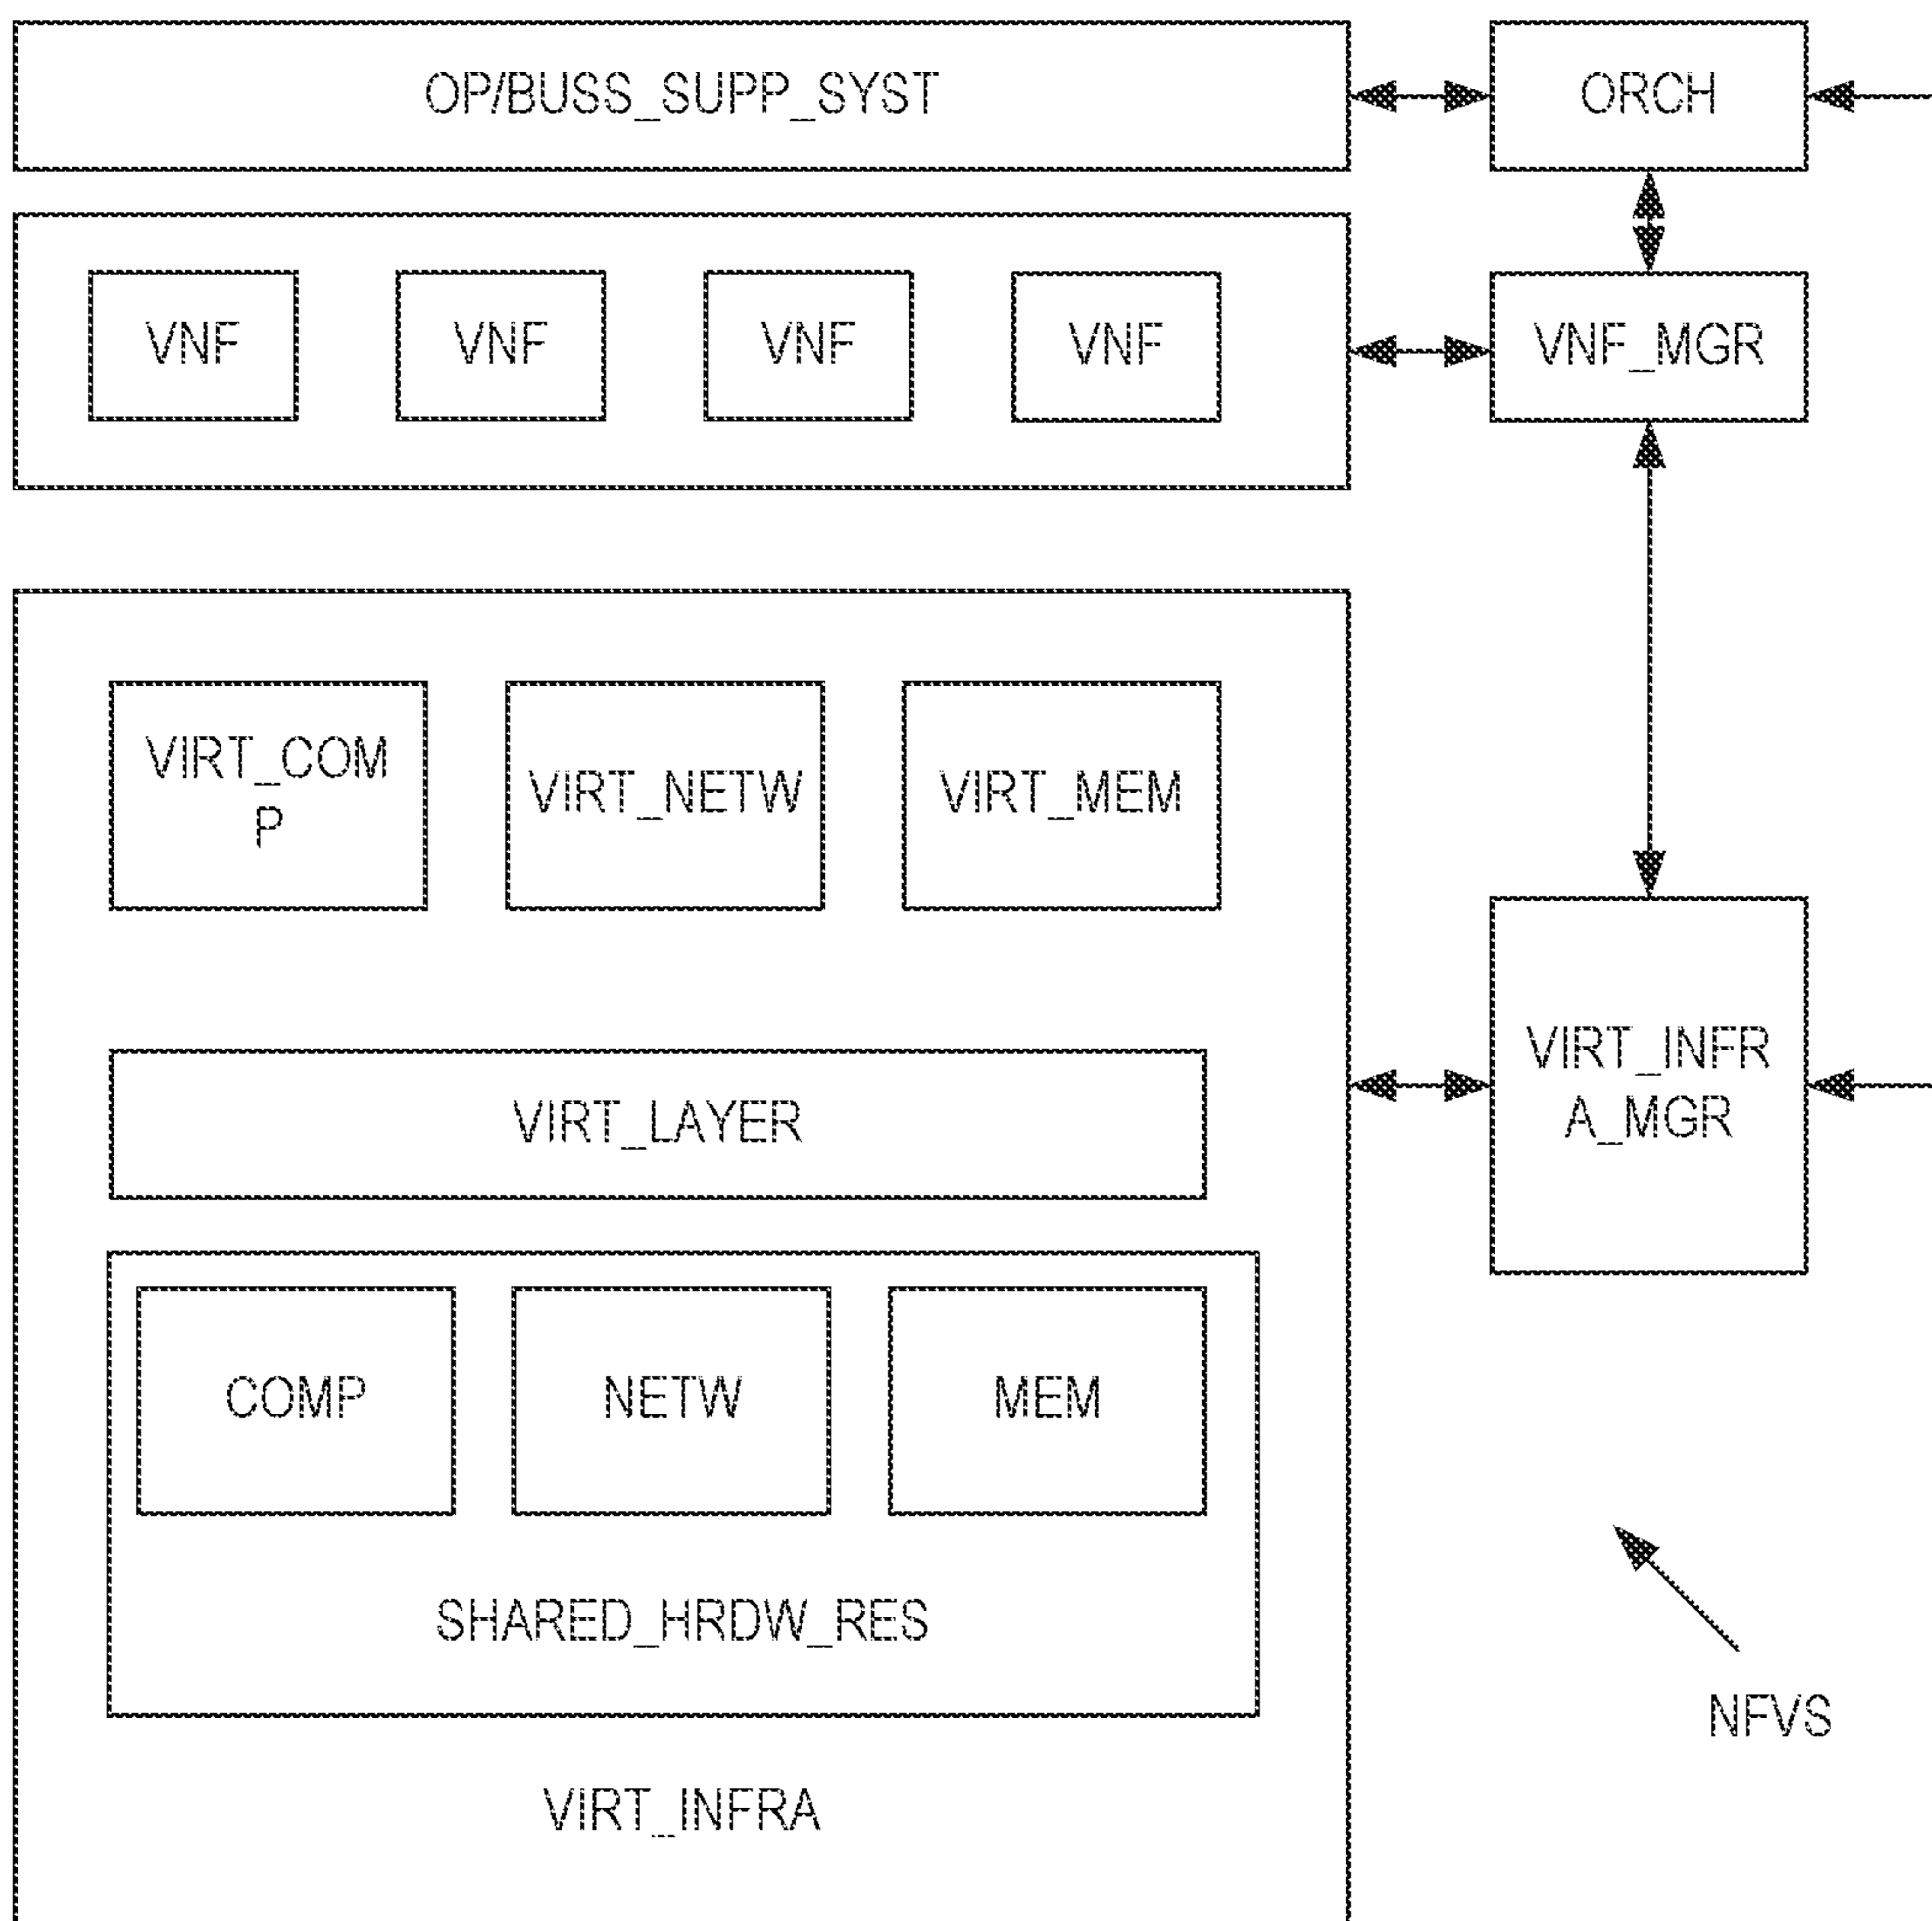 OP/BUSS_SUPP_SYST
ORCH
VNF
VNF
VNF
VNF
VNF_MGR
VIRT_COM
P
VIRT_NETW
VIRT_MEM
VIRT_INFR
A_MGR
VIRT_LAYER
COMP
NETW
MEM
SHARED_HRDW_RES
NFVS
VIRT_INFRA